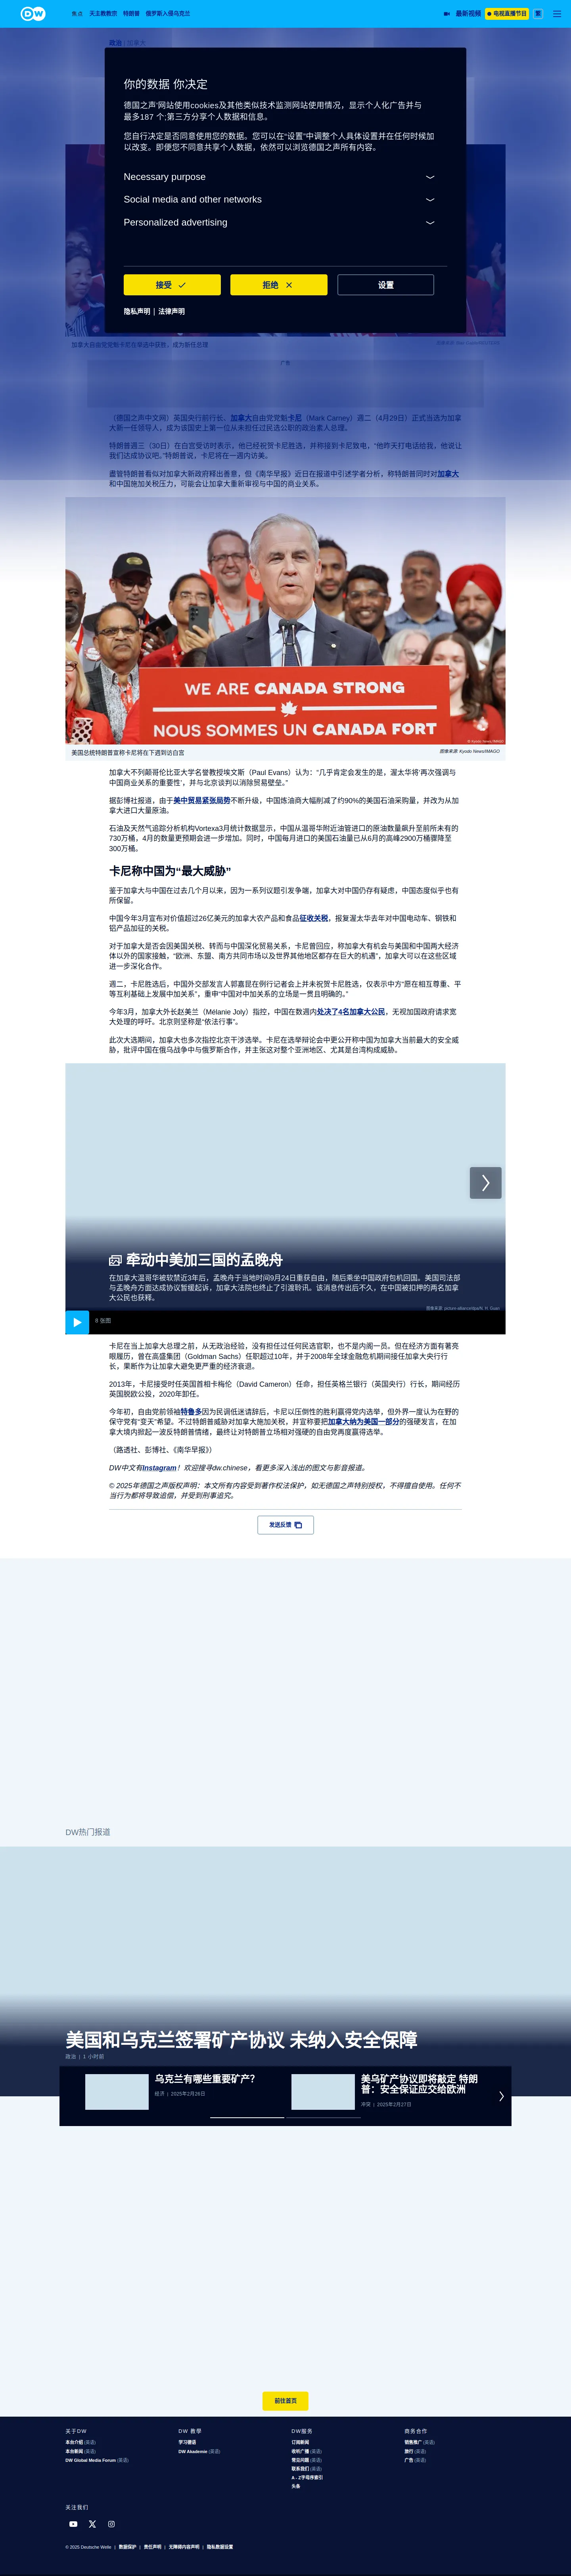 DW
焦点 天主教教宗 特朗普 俄罗斯入侵乌克兰 最新视频 电视直播节目 繁
政治 | 加拿大
你的数据 你决定
德国之声‘网站使用cookies及其他类似技术监测网站使用情况，显示个人化广告并与
最多187 个;第三方分享个人数据和信息。
您自行决定是否同意使用您的数据。您可以在“设置”中调整个人具体设置并在任何时候加
以改变。即便您不同意共享个人数据，依然可以浏览德国之声所有内容。
Necessary purpose
Social media and other networks
Personalized advertising
接受
拒绝
设置
隐私声明 | 法律声明
加拿大自由党党魁卡尼在帮选中获胜，成为新任总理
广告
（德国之声中文网）英国央行前行长、加拿大自由党党魁卡尼（Mark Carney）週二（4月29日）正式当选为加拿
大新一任领导人，成为该国史上第一位从未担任过民选公职的政治素人总理。
特朗普週三（30日）在白宫受访时表示，他已经祝贺卡尼胜选，并称接到卡尼致电，“他昨天打电话给我，他说让
我们达成协议吧。”特朗普说，卡尼将在一週内访美。
儘管特朗普看似对加拿大新政府释出善意，但《南华早报》近日在报道中引述学者分析，称特朗普同时对加拿大
和中国施加关税压力，可能会让加拿大重新审视与中国的商业关系。
WE ARE CANADA STRONG
NOUS SOMMES UN CANADA FORT
© Kyodo News/IMAGO
美国总统特朗普宣称卡尼将在下週到访白宫
图像来源: Kyodo News/IMAGO
加拿大不列颠哥伦比亚大学名誉教授埃文斯（Paul Evans）认为：“几乎肯定会发生的是，渥太华将‘再次强调与
中国商业关系的重要性’，并与北京谈判以消除贸易壁垒。”
据彭博社报道，由于美中贸易紧张局势不断升级，中国炼油商大幅削减了约90%的美国石油采购量，并改为从加
拿大进口大量原油。
石油及天然气追踪分析机构Vortexa3月统计数据显示，中国从温哥华附近油管进口的原油数量飙升至前所未有的
730万桶，4月的数量更预期会进一步增加。同时，中国每月进口的美国石油量已从6月的高峰2900万桶骤降至
300万桶。
卡尼称中国为“最大威胁”
鉴于加拿大与中国在过去几个月以来，因为一系列议题引发争端，加拿大对中国仍存有疑虑，中国态度似乎也有
所保留。
中国今年3月宣布对价值超过26亿美元的加拿大农产品和食品征收关税，报复渥太华去年对中国电动车、钢铁和
铝产品加征的关税。
对于加拿大是否会因美国关税、转而与中国深化贸易关系，卡尼曾回应，称加拿大有机会与美国和中国两大经济
体以外的国家接触，“欧洲、东盟、南方共同市场以及世界其他地区都存在巨大的机遇”，加拿大可以在这些区域
进一步深化合作。
週二，卡尼胜选后，中国外交部发言人郭嘉昆在例行记者会上并未祝贺卡尼胜选，仅表示中方“愿在相互尊重、平
等互利基础上发展中加关系”，重申“中国对中加关系的立场是一贯且明确的。”
今年3月，加拿大外长赵美兰（Mélanie Joly）指控，中国在数週内处决了4名加拿大公民，无视加国政府请求宽
大处理的呼吁。北京则坚称是“依法行事”。
此次大选期间，加拿大也多次指控北京干涉选举。卡尼在选举辩论会中更公开称中国为加拿大当前最大的安全威
胁，批评中国在俄乌战争中与俄罗斯合作，并主张这对整个亚洲地区、尤其是台湾构成威胁。
牵动中美加三国的孟晚舟
在加拿大温哥华被软禁近3年后，孟晚舟于当地时间9月24日重获自由，随后乘坐中国政府包机回国。美国司法部
与孟晚舟方面达成协议暂缓起诉，加拿大法院也终止了引渡聆讯。该消息传出后不久，在中国被扣押的两名加拿
大公民也获释。
8 张图
卡尼在当上加拿大总理之前，从无政治经验，没有担任过任何民选官职，也不是内阁一员。但在经济方面有著亮
眼履历，曾在高盛集团（Goldman Sachs）任职超过10年，并于2008年全球金融危机期间接任加拿大央行行
长，果断作为让加拿大避免更严重的经济衰退。
2013年，卡尼接受时任英国首相卡梅伦（David Cameron）任命，担任英格兰银行（英国央行）行长，期间经历
英国脱欧公投，2020年卸任。
今年初，自由党前领袖特鲁多因为民调低迷请辞后，卡尼以压倒性的胜利赢得党内选举，但外界一度认为在野的
保守党有“变天”希望。不过特朗普威胁对加拿大施加关税，并宣称要把加拿大纳为美国一部分的强硬发言，在加
拿大境内掀起一波反特朗普情绪，最终让对特朗普立场相对强硬的自由党再度赢得选举。
（路透社、彭博社、《南华早报》）
DW中文有Instagram！欢迎搜寻dw.chinese，看更多深入浅出的图文与影音报道。
© 2025年德国之声版权声明：本文所有内容受到著作权法保护，如无德国之声特别授权，不得擅自使用。任何不
当行为都将导致追偿，并受到刑事追究。
发送反馈
DW热门报道
美国和乌克兰签署矿产协议 未纳入安全保障
政治 | 1 小时前
乌克兰有哪些重要矿产？
经济 | 2025年2月26日
美乌矿产协议即将敲定 特朗
普：安全保证应交给欧洲
冲突 | 2025年2月27日
前往首页
关于DW
本台介绍 (英语)
本台新闻 (英语)
DW Global Media Forum (英语)
DW 教學
学习德语
DW Akademie (英语)
DW服务
订阅新闻
收听广播 (英语)
常见问题 (英语)
联系我们 (英语)
A - Z字母序索引
头条
商务合作
销售推广 (英语)
旅行 (英语)
广告 (英语)
关注我们
© 2025 Deutsche Welle | 数据保护 | 责任声明 | 无障碍内容声明 | 隐私数据设置